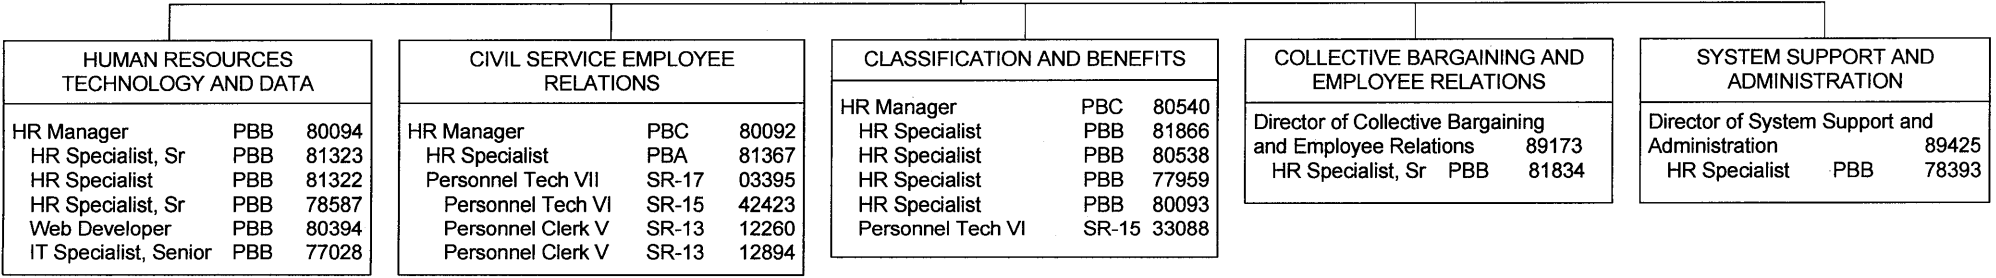 HUMAN RESOURCES
TECHNOLOGY AND DATA
HR Manager PBB 80094
HR Specialist, Sr PBB 81323
HR Specialist PBB 81322
HR Specialist, Sr PBB 78587
Web Developer PBB 80394
IT Specialist, Senior PBB 77028
CIVIL SERVICE EMPLOYEE
RELATIONS
HR Manager PBC 80092
HR Specialist PBA 81367
Personnel Tech VII SR-17 03395
Personnel Tech VI SR-15 42423
Personnel Clerk V SR-13 12260
Personnel Clerk V SR-13 12894
CLASSIFICATION AND BENEFITS
HR Manager PBC 80540
HR Specialist PBB 81866
HR Specialist PBB 80538
HR Specialist PBB 77959
HR Specialist PBB 80093
Personnel Tech VI SR-15 33088
COLLECTIVE BARGAINING AND
EMPLOYEE RELATIONS
Director of Collective Bargaining
and Employee Relations 89173
HR Specialist, Sr PBB 81834
SYSTEM SUPPORT AND
ADMINISTRATION
Director of System Support and
Administration 89425
HR Specialist PBB 78393